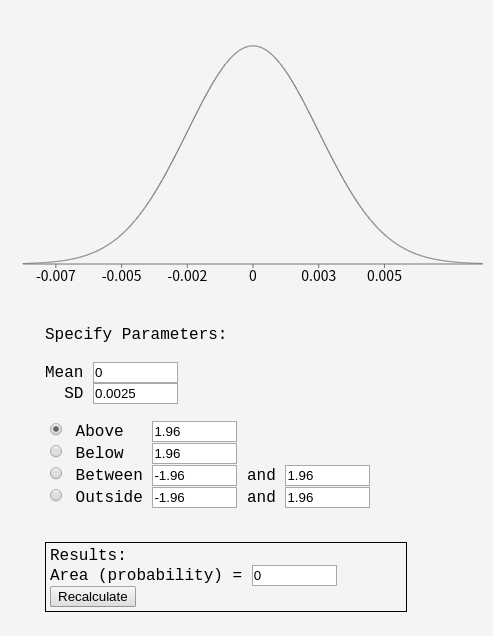 -0.007 -0.005 -0.002 0 0.003 0.005
Specify Parameters:
Mean 0
SD 0.0025
Above 1.96
Below 1.96
Between -1.96 and 1.96
Outside -1.96 and 1.96
Results:
Area (probability) = 0
Recalculate